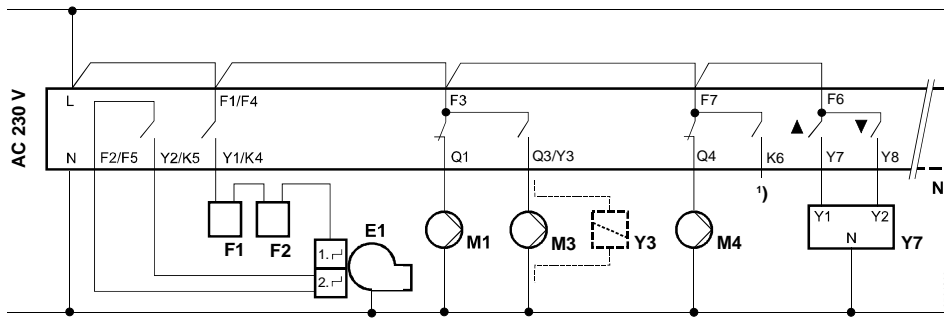 AC 230 V
L F1/F4 F3 F7 F6
▲ ▼
N F2/F5 Y2/K5 Y1/K4 Q1 Q3/Y3 Q4 K6 Y7 Y8
N
¹)
Y1 Y2
F1 F2 E1 M1 M3 Y3 M4 N Y7
1.
2.